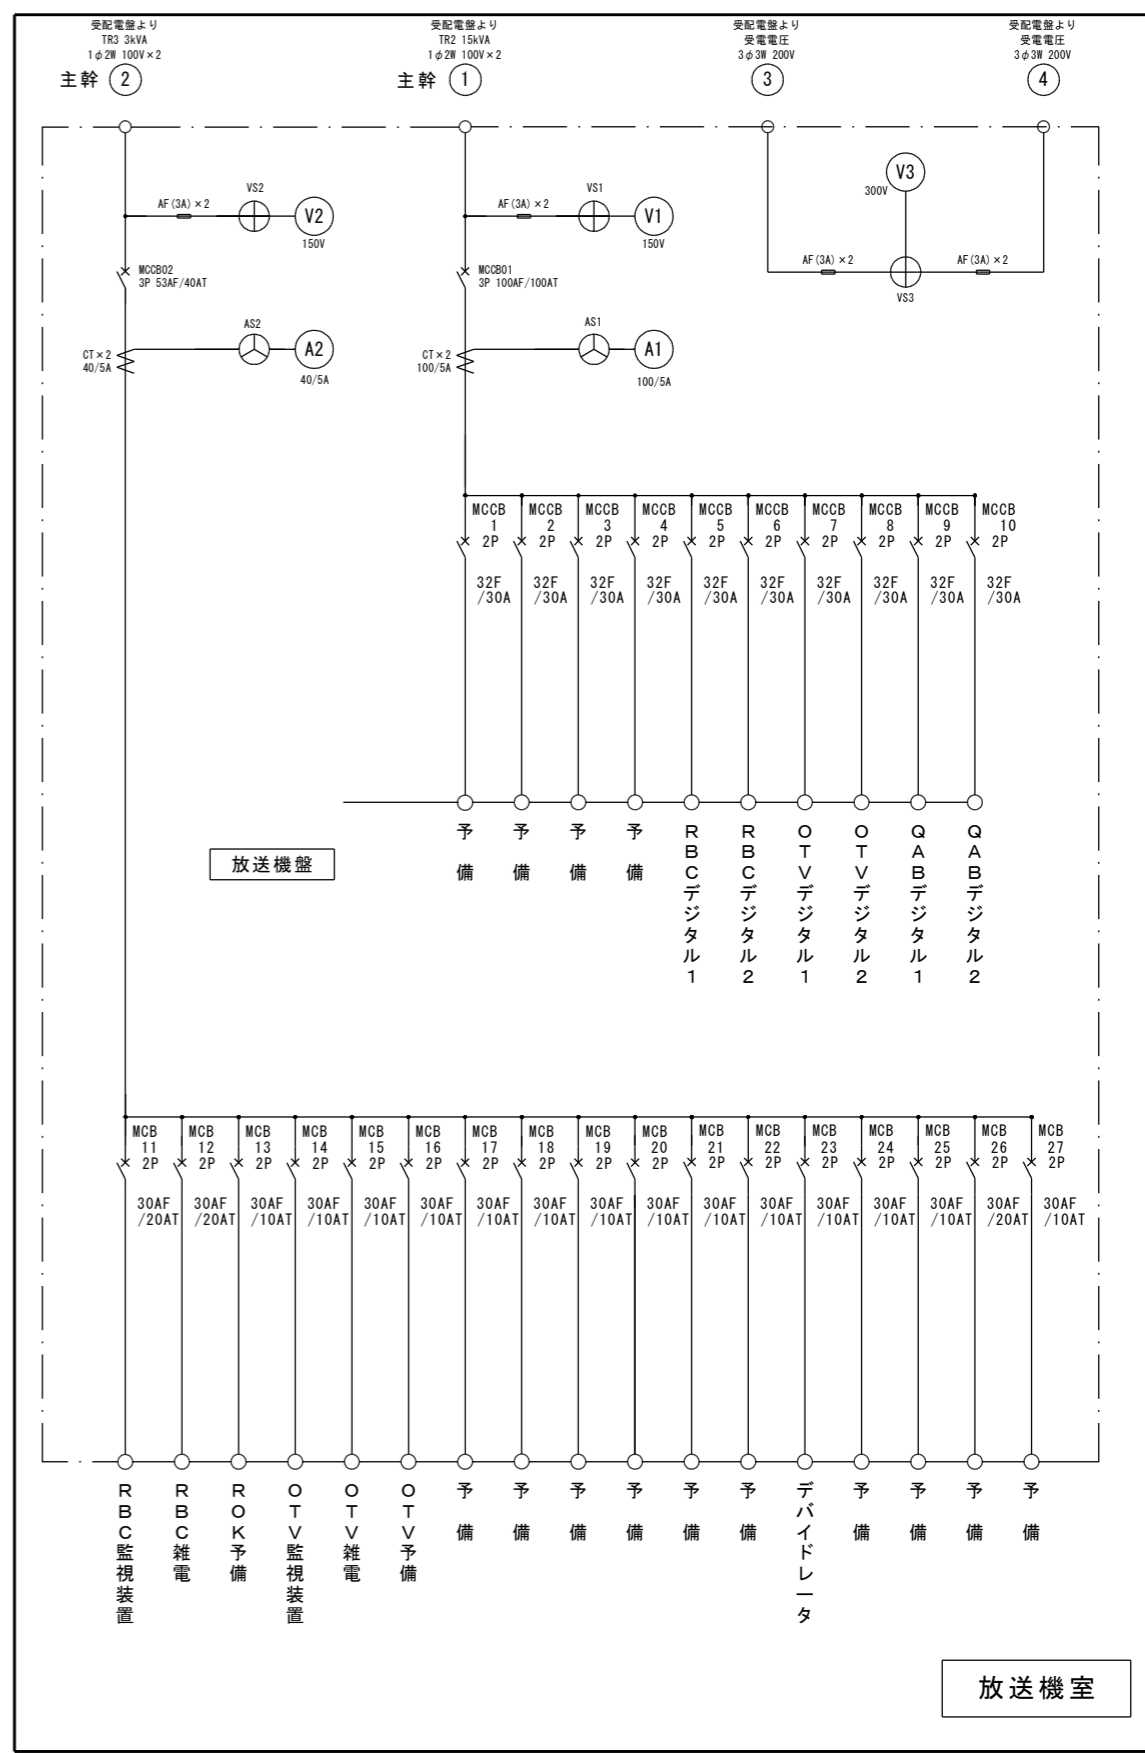 受配電盤より
TR3 3kVA
1φ2W 100V×2
主幹 2
受配電盤より
TR2 15kVA
1φ2W 100V×2
主幹 1
受配電盤より
受電電圧
3φ3W 200V
3
受配電盤より
受電電圧
3φ3W 200V
4
AF(3A)×2
VS2
V2
150V
MCCB02
3P 53AF/40AT
CT×2
40/5A
AS2
A2
40/5A
AF(3A)×2
VS1
V1
150V
MCCB01
3P 100AF/100AT
CT×2
100/5A
AS1
A1
100/5A
V3
300V
AF(3A)×2
AF(3A)×2
VS3
MCCB 1 2P
32F/30A
MCCB 2 2P
32F/30A
MCCB 3 2P
32F/30A
MCCB 4 2P
32F/30A
MCCB 5 2P
32F/30A
MCCB 6 2P
32F/30A
MCCB 7 2P
32F/30A
MCCB 8 2P
32F/30A
MCCB 9 2P
32F/30A
MCCB 10 2P
32F/30A
放送機盤
予備
予備
予備
予備
RBCデジタル1
RBCデジタル2
OTVデジタル1
OTVデジタル2
QABデジタル1
QABデジタル2
MCB 11 2P
30AF/20AT
MCB 12 2P
30AF/20AT
MCB 13 2P
30AF/10AT
MCB 14 2P
30AF/10AT
MCB 15 2P
30AF/10AT
MCB 16 2P
30AF/10AT
MCB 17 2P
30AF/10AT
MCB 18 2P
30AF/10AT
MCB 19 2P
30AF/10AT
MCB 20 2P
30AF/10AT
MCB 21 2P
30AF/10AT
MCB 22 2P
30AF/10AT
MCB 23 2P
30AF/10AT
MCB 24 2P
30AF/10AT
MCB 25 2P
30AF/10AT
MCB 26 2P
30AF/20AT
MCB 27 2P
30AF/10AT
RBC監視装置
RBC雑電
ROK予備
OTV監視装置
OTV雑電
OTV予備
予備
予備
予備
予備
予備
予備
デバイドレータ
予備
予備
予備
予備
放送機室